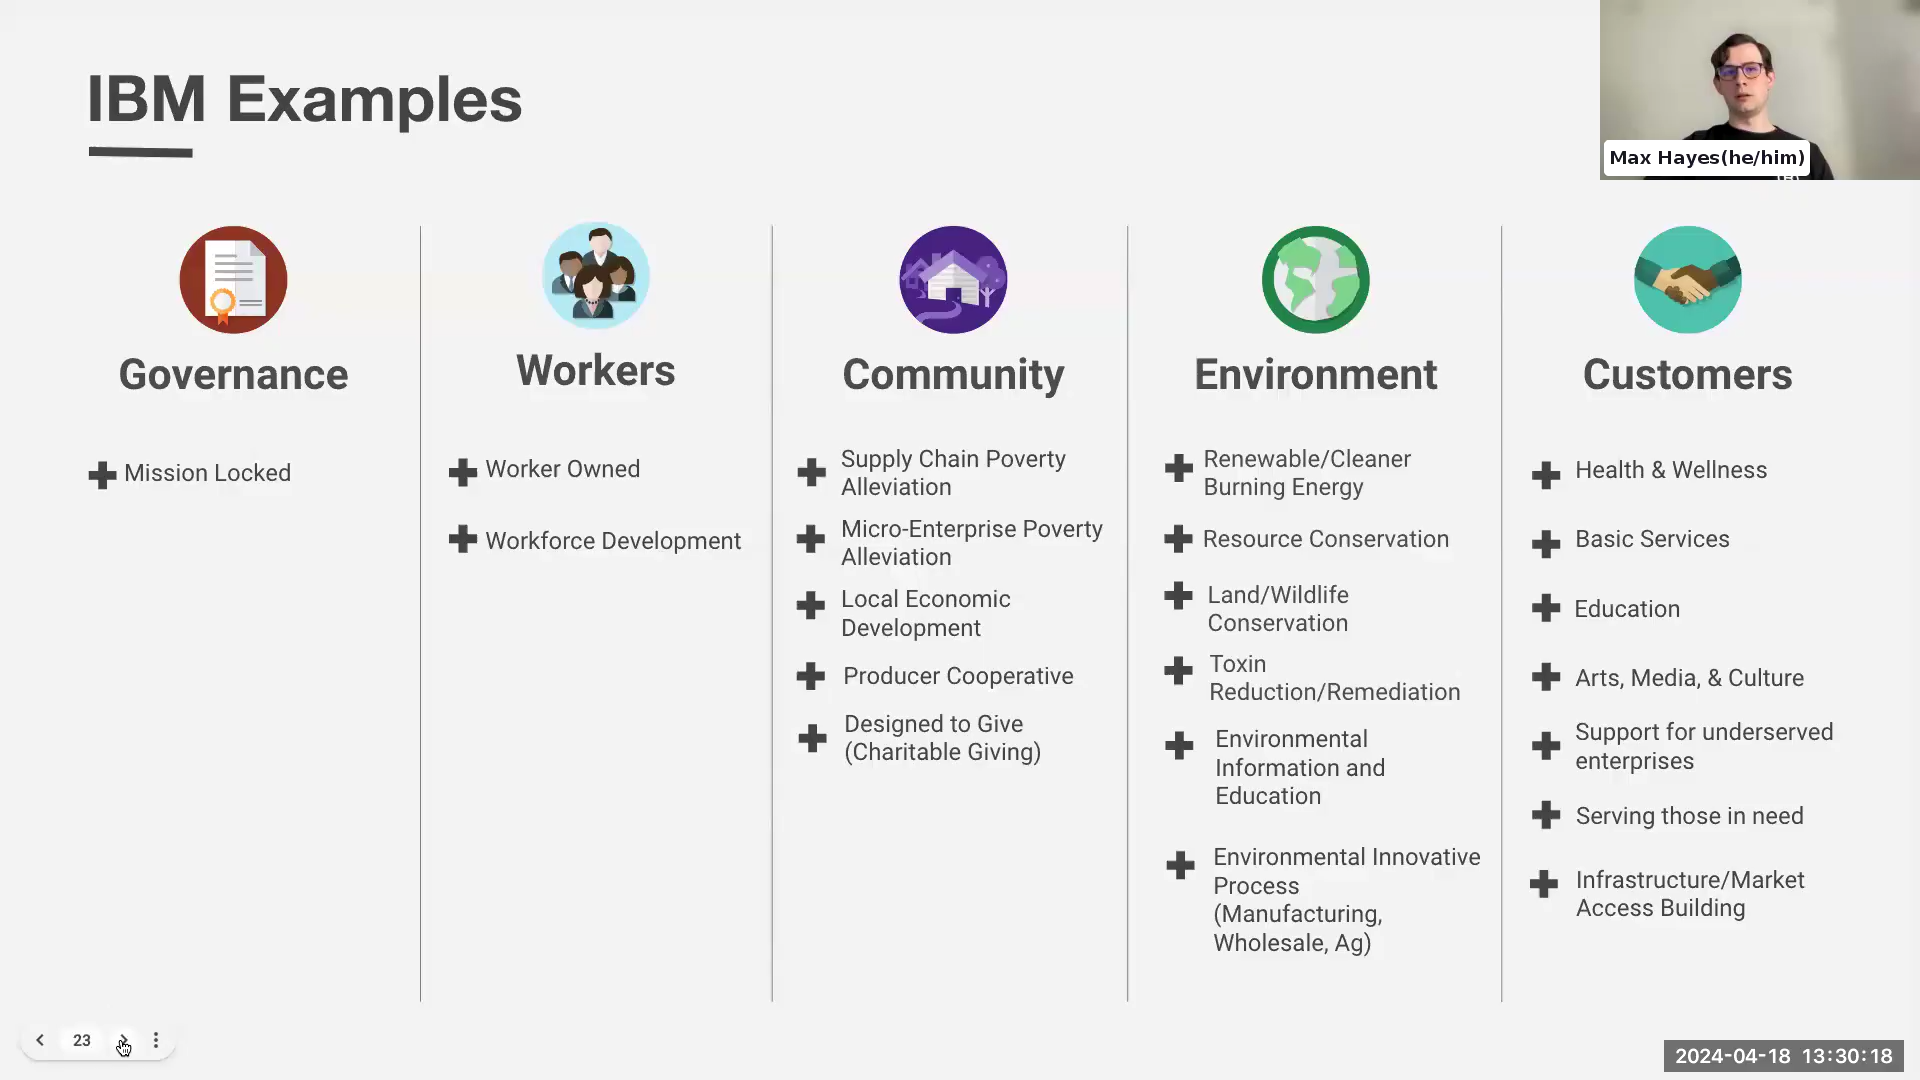 IBM Examples
Max Hayes(he/him)
Governance
Mission Locked
Workers
Worker Owned
Workforce Development
Community
Supply Chain Poverty
Alleviation
Micro-Enterprise Poverty
Alleviation
Local Economic
Development
Producer Cooperative
Designed to Give
(Charitable Giving)
Environment
Renewable/Cleaner
Burning Energy
Resource Conservation
Land/Wildlife
Conservation
Toxin
Reduction/Remediation
Environmental
Information and
Education
Environmental Innovative
Process
(Manufacturing,
Wholesale, Ag)
Customers
Health & Wellness
Basic Services
Education
Arts, Media, & Culture
Support for underserved
enterprises
Serving those in need
Infrastructure/Market
Access Building
23
2024-04-18 13:30:18